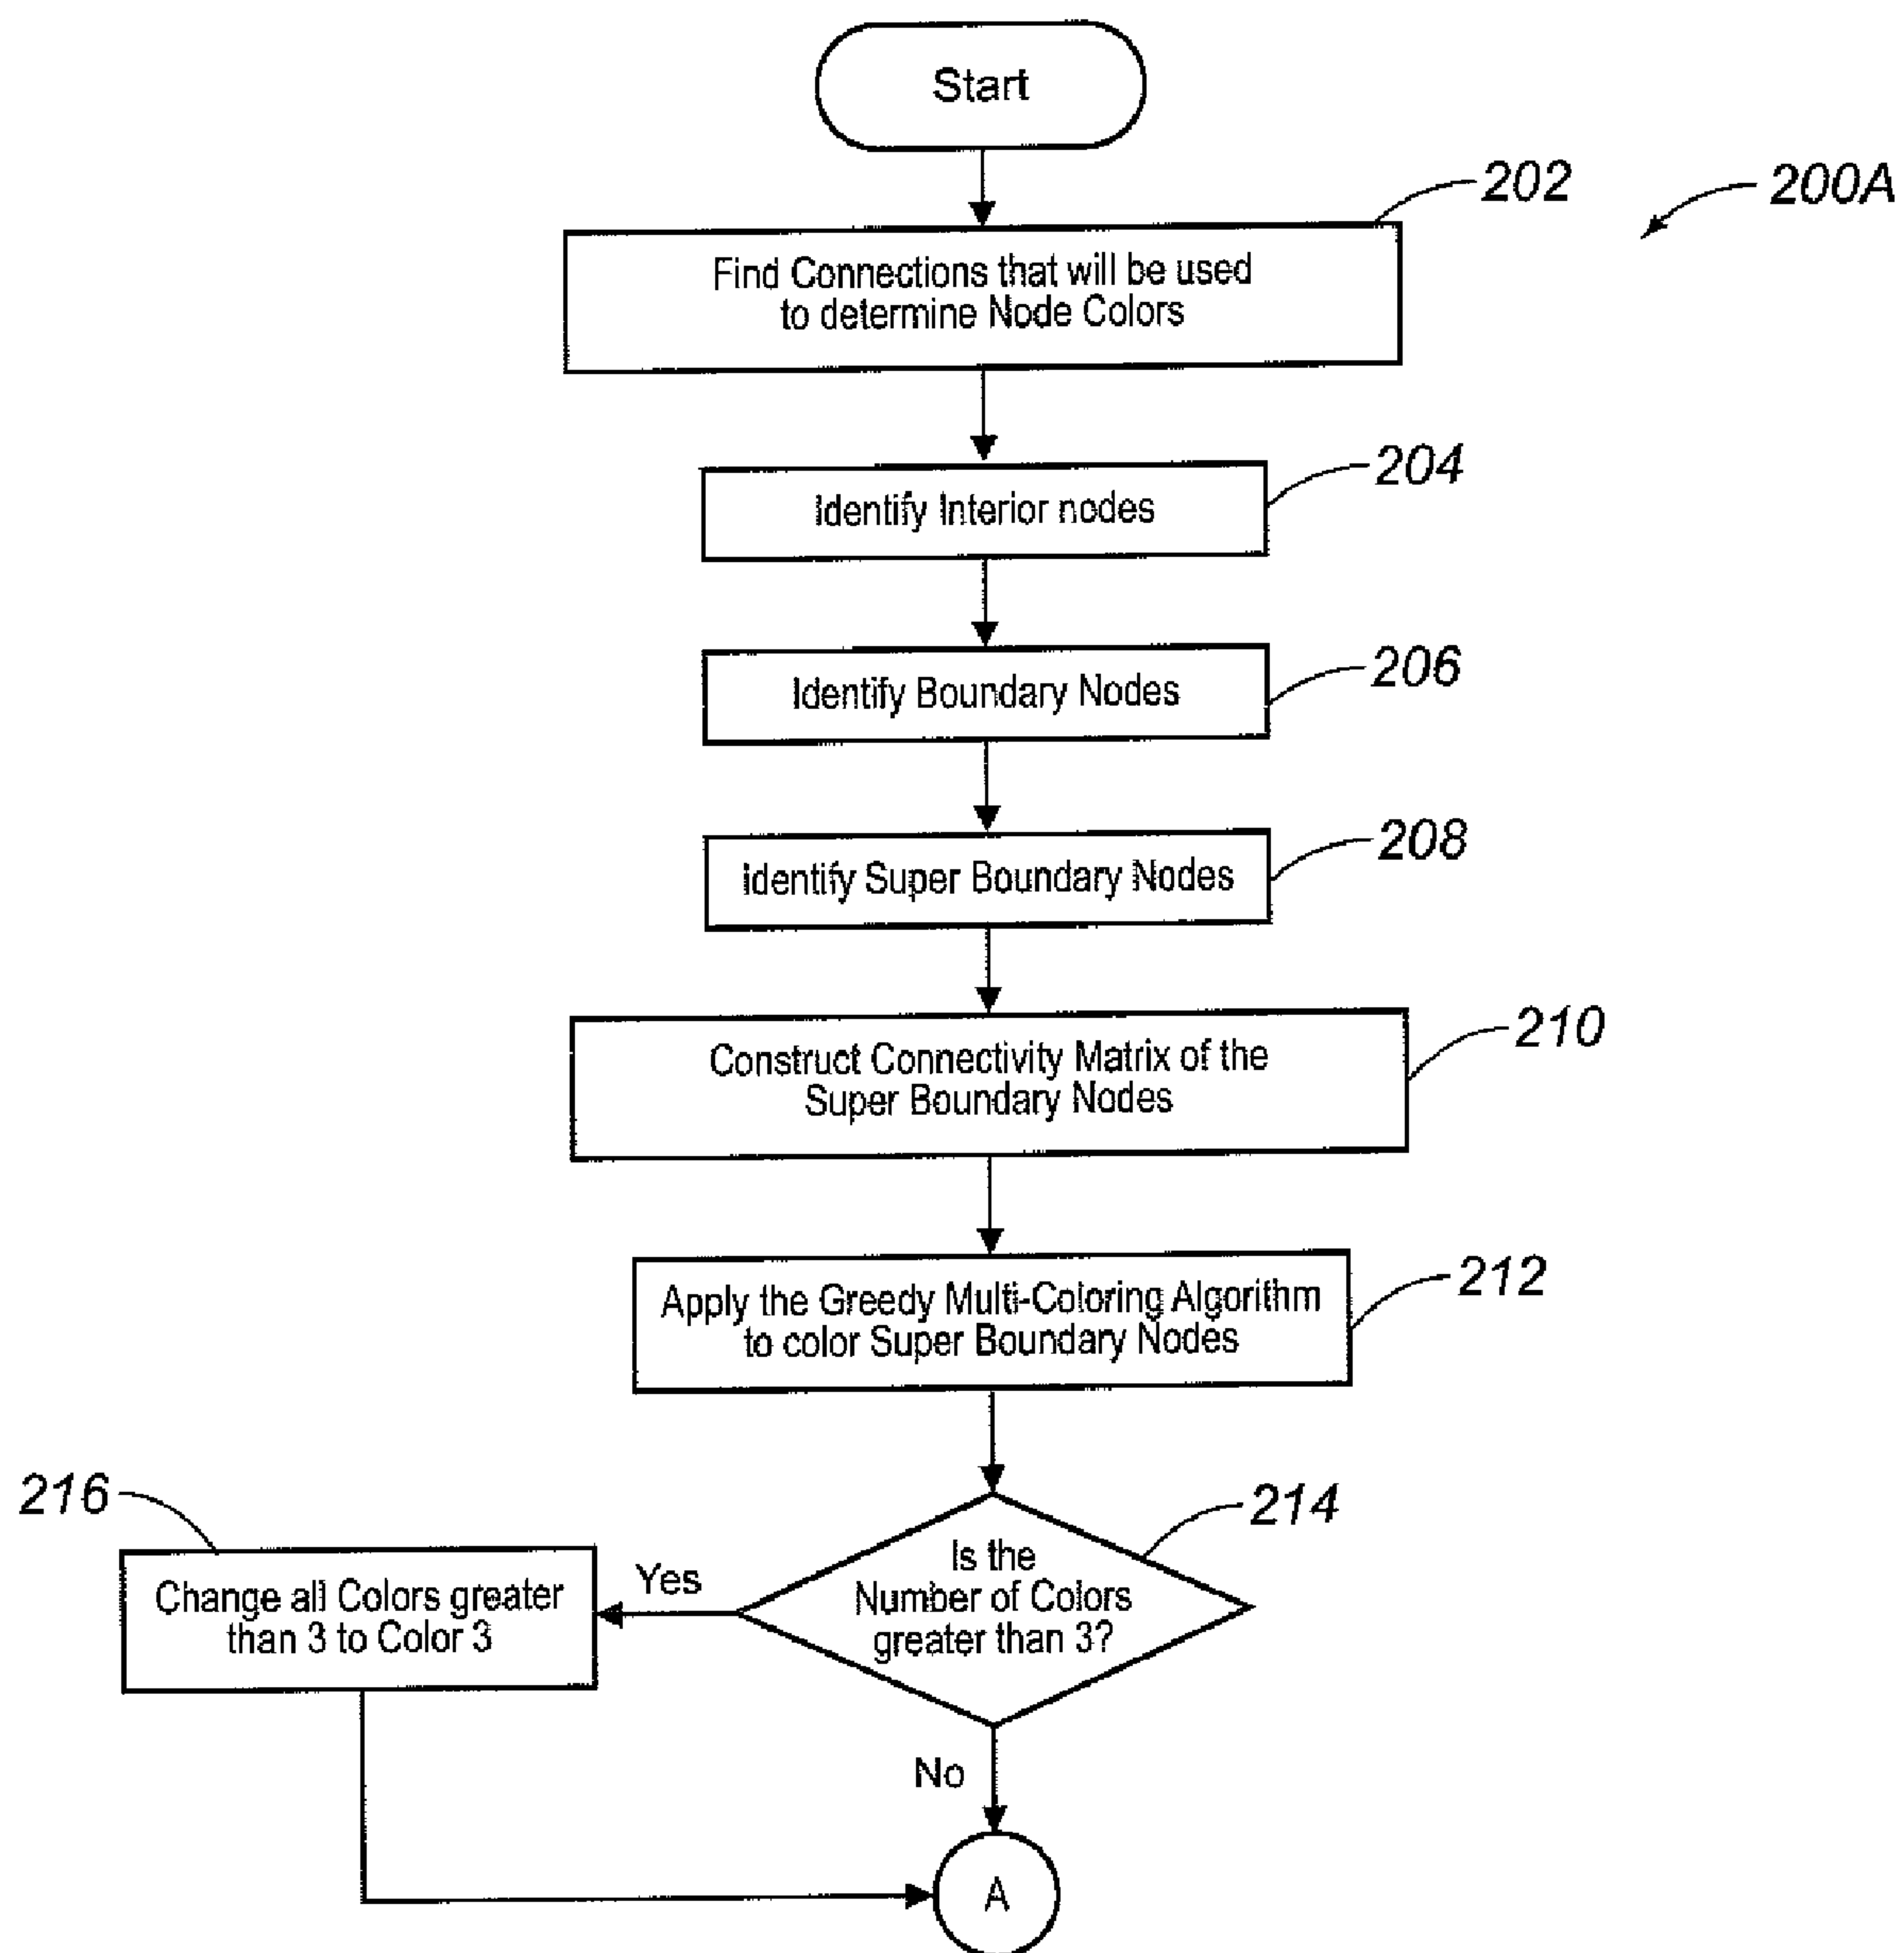 Start
202
200A
Find Connections that will be used
to determine Node Colors
204
Identify Interior nodes
206
Identify Boundary Nodes
208
Identify Super Boundary Nodes
210
Construct Connectivity Matrix of the
Super Boundary Nodes
212
Apply the Greedy Multi-Coloring Algorithm
to color Super Boundary Nodes
216
214
Is the
Number of Colors
greater than 3?
Yes
Change all Colors greater
than 3 to Color 3
No
A